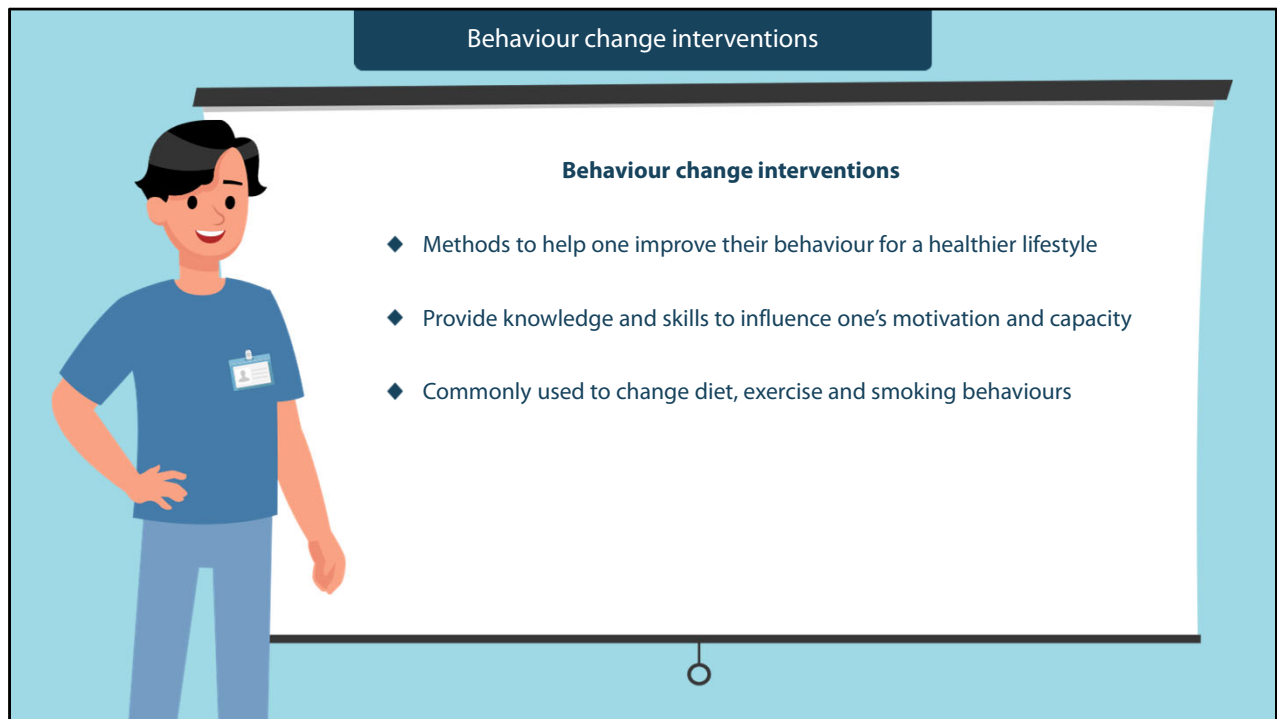 Behaviour change interventions
Behaviour change interventions
Methods to help one improve their behaviour for a healthier lifestyle
Provide knowledge and skills to influence one’s motivation and capacity
Commonly used to change diet, exercise and smoking behaviours